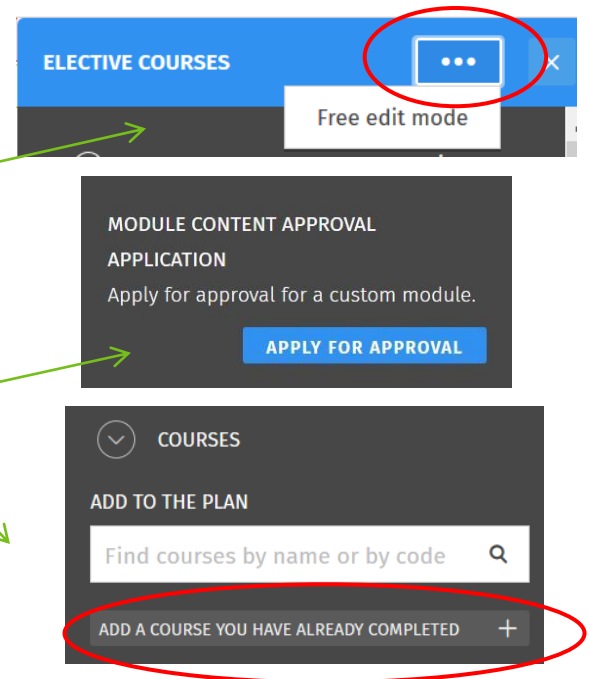 ELECTIVE COURSES
Free edit mode
MODULE CONTENT APPROVAL
APPLICATION
Apply for approval for a custom module.
APPLY FOR APPROVAL
COURSES
ADD TO THE PLAN
Find courses by name or by code
ADD A COURSE YOU HAVE ALREADY COMPLETED